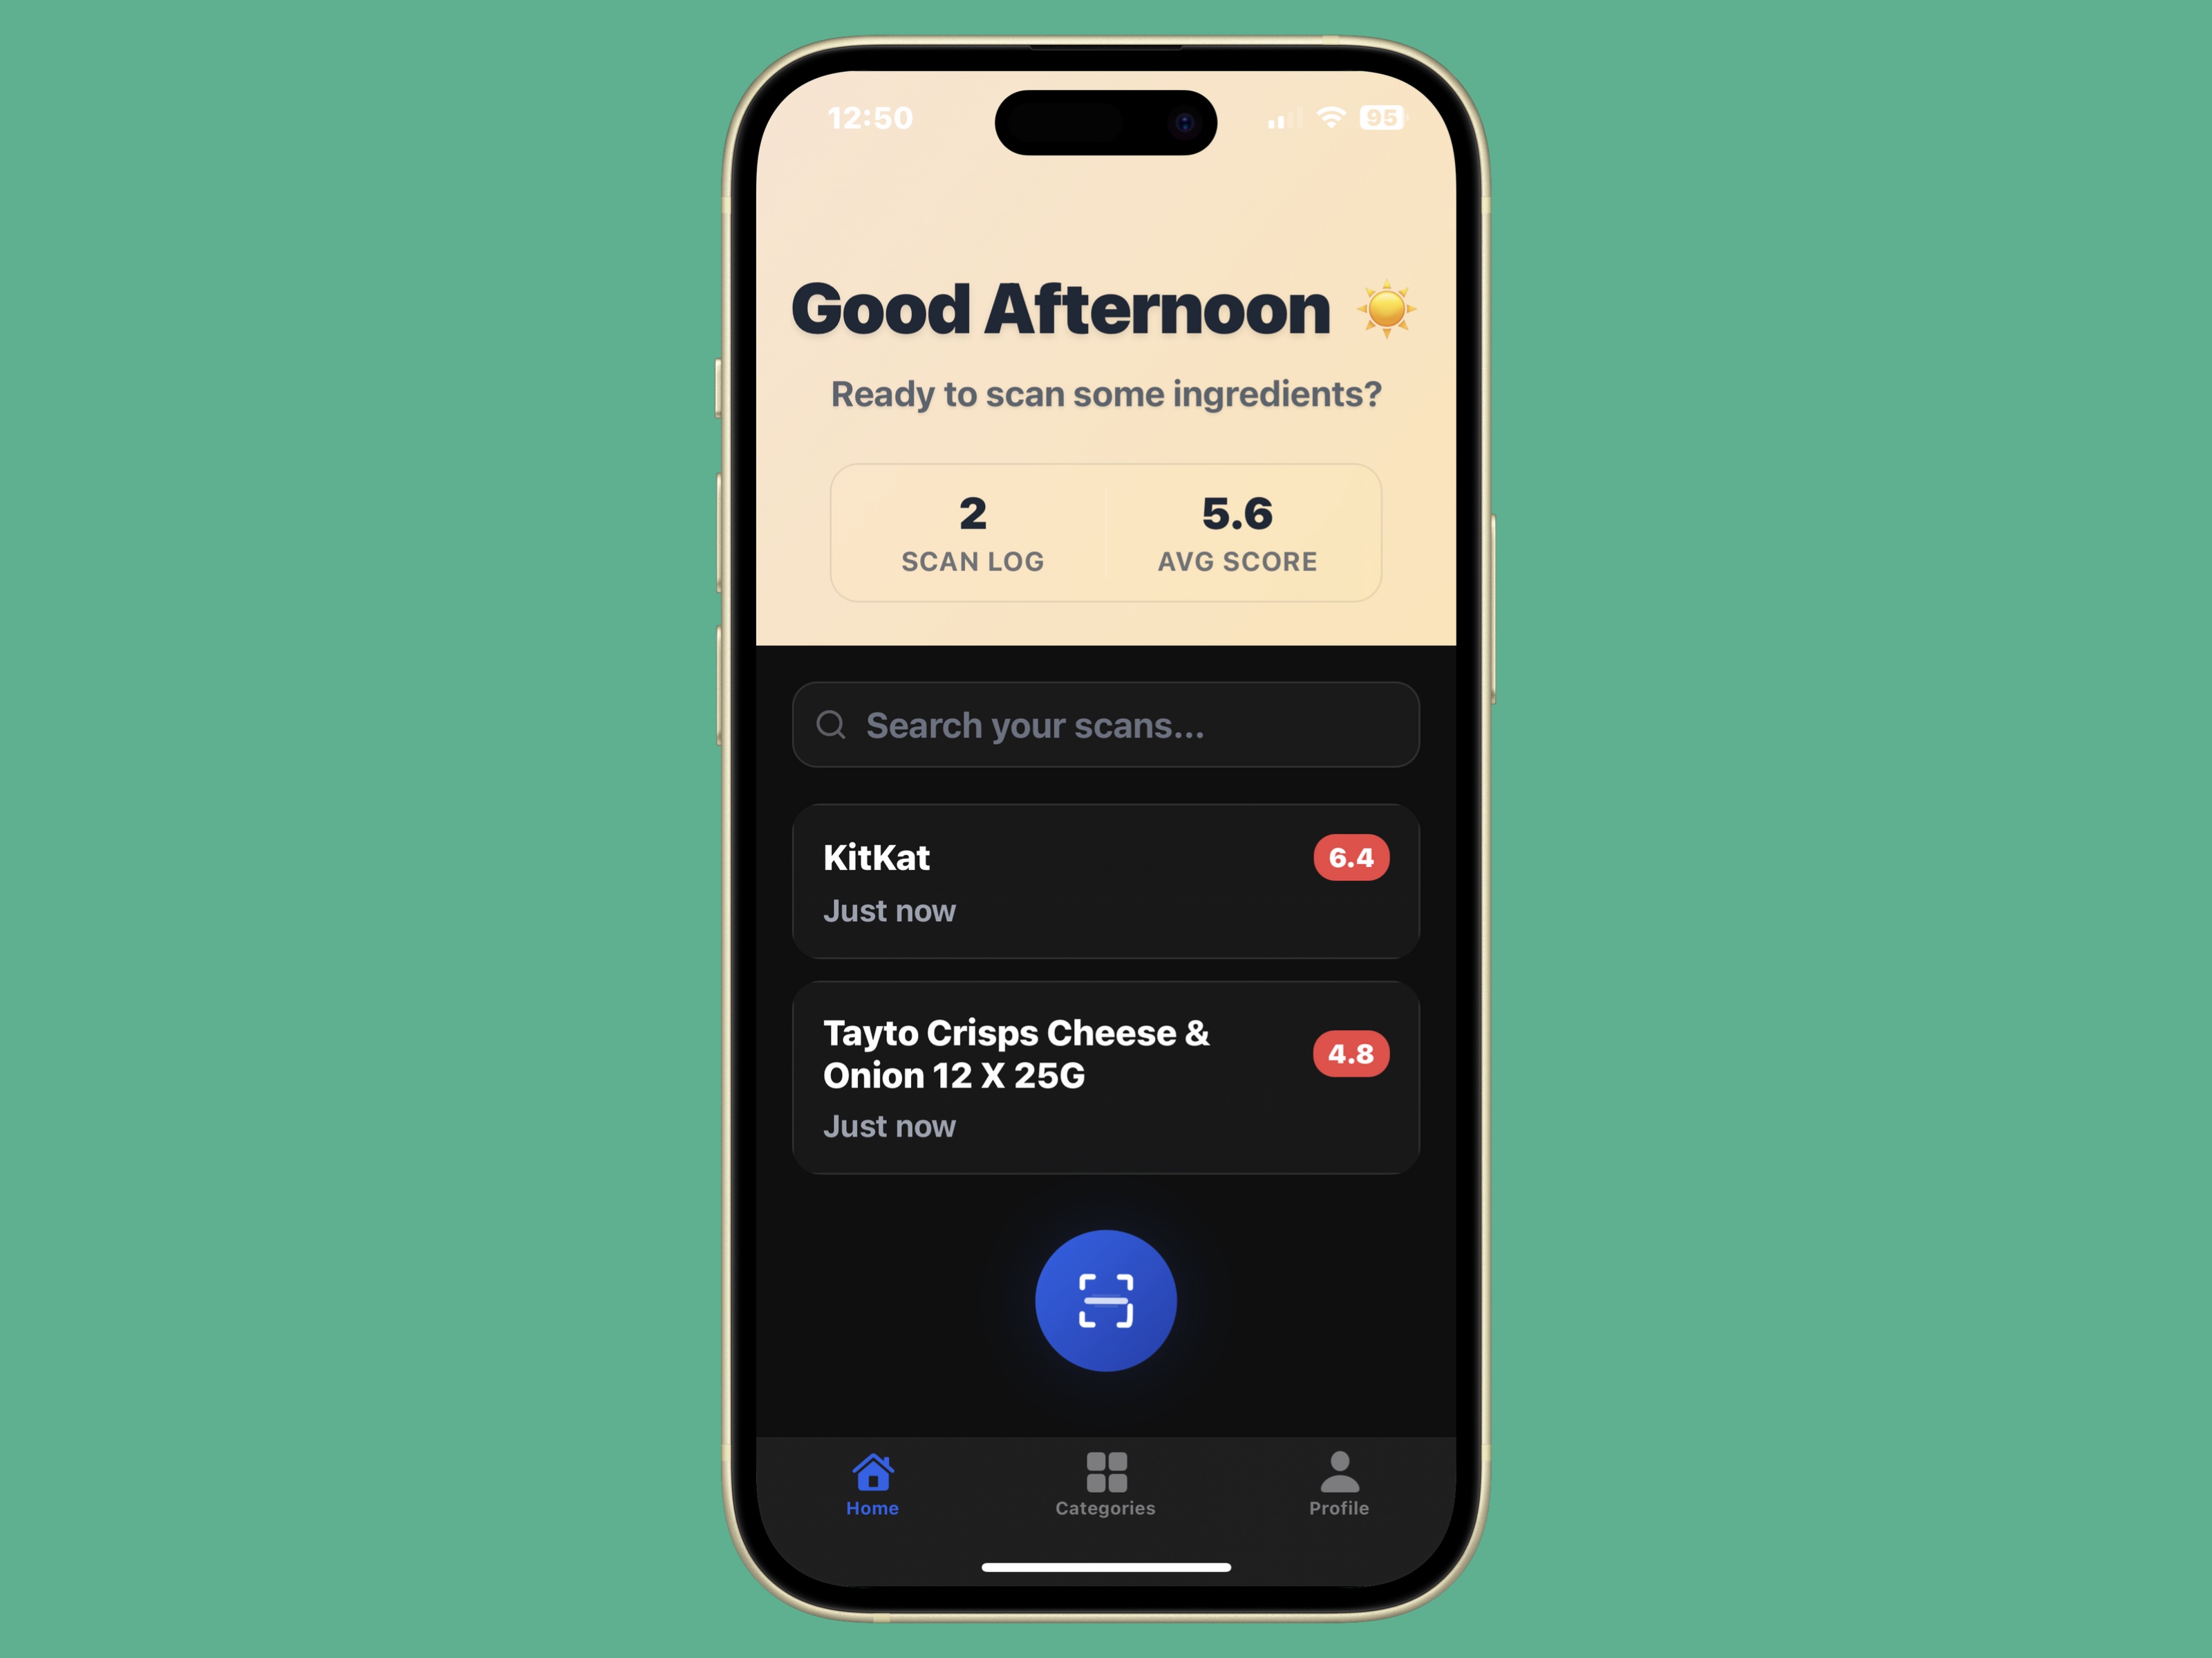 12:50
95
Good Afternoon ☀️
Ready to scan some ingredients?
2
SCAN LOG
5.6
AVG SCORE
Search your scans...
KitKat
6.4
Just now
Tayto Crisps Cheese &
Onion 12 X 25G
4.8
Just now
Home
Categories
Profile